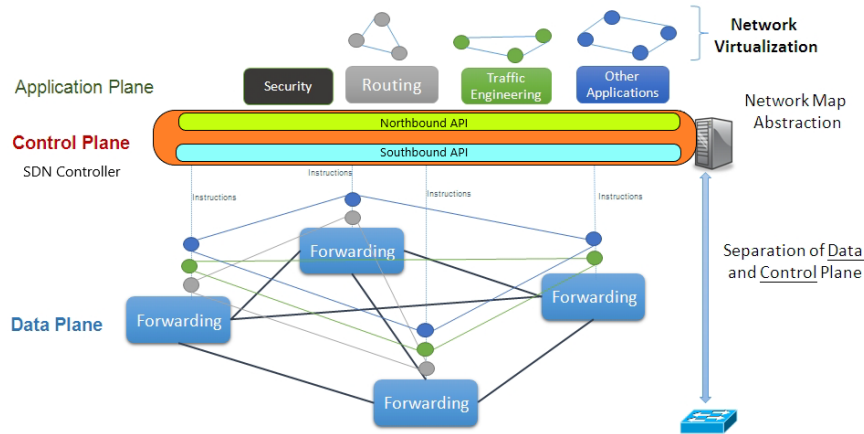 Network
Virtualization
Application Plane
Security
Routing
Traffic
Engineering
Other
Applications
Network Map
Abstraction
Northbound API
Control Plane
Southbound API
SDN Controller
Instructions
Instructions
Instructions
Instructions
Forwarding
Separation of Data
and Control Plane
Forwarding
Data Plane
Forwarding
Forwarding